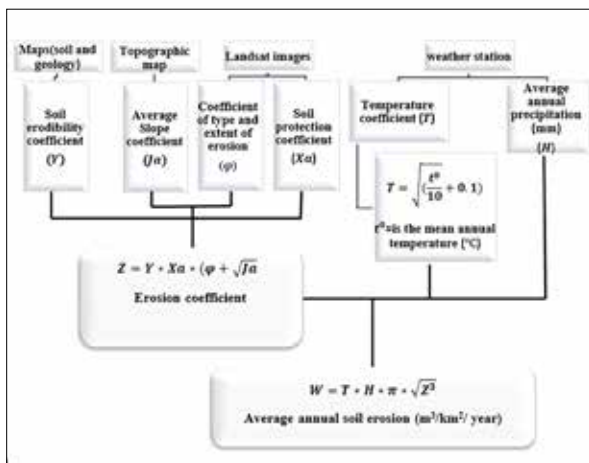 Maps(soil and
geology)
Topographic
map
Landsat images
weather station
Soil
erodibility
coefficient
(Y)
Average
Slope
coefficient
(Ja)
Coefficient
of type and
extent of
erosion
(φ)
Soil
protection
coefficient
(Xa)
Temperature
coefficient (T)
Average
annual
precipitation
(mm)
(H)
T = √((t⁰/10) + 0.1)
t⁰=is the mean annual
temperature (°C)
Z = Y * Xa * (φ + √Ja
Erosion coefficient
W = T * H * π * √Z³
Average annual soil erosion (m³/km²/ year)